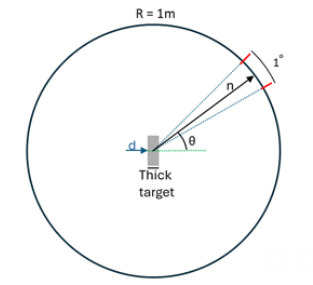 R = 1m
1°
n
d
θ
Thick
target